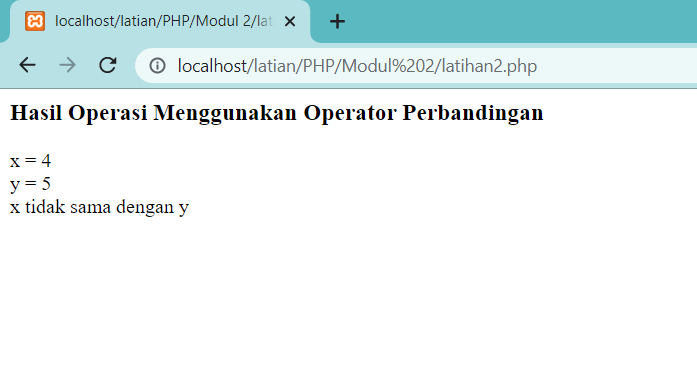 localhost/latian/PHP/Modul 2/lat
localhost/latian/PHP/Modul%202/latihan2.php
Hasil Operasi Menggunakan Operator Perbandingan
x = 4
y = 5
x tidak sama dengan y